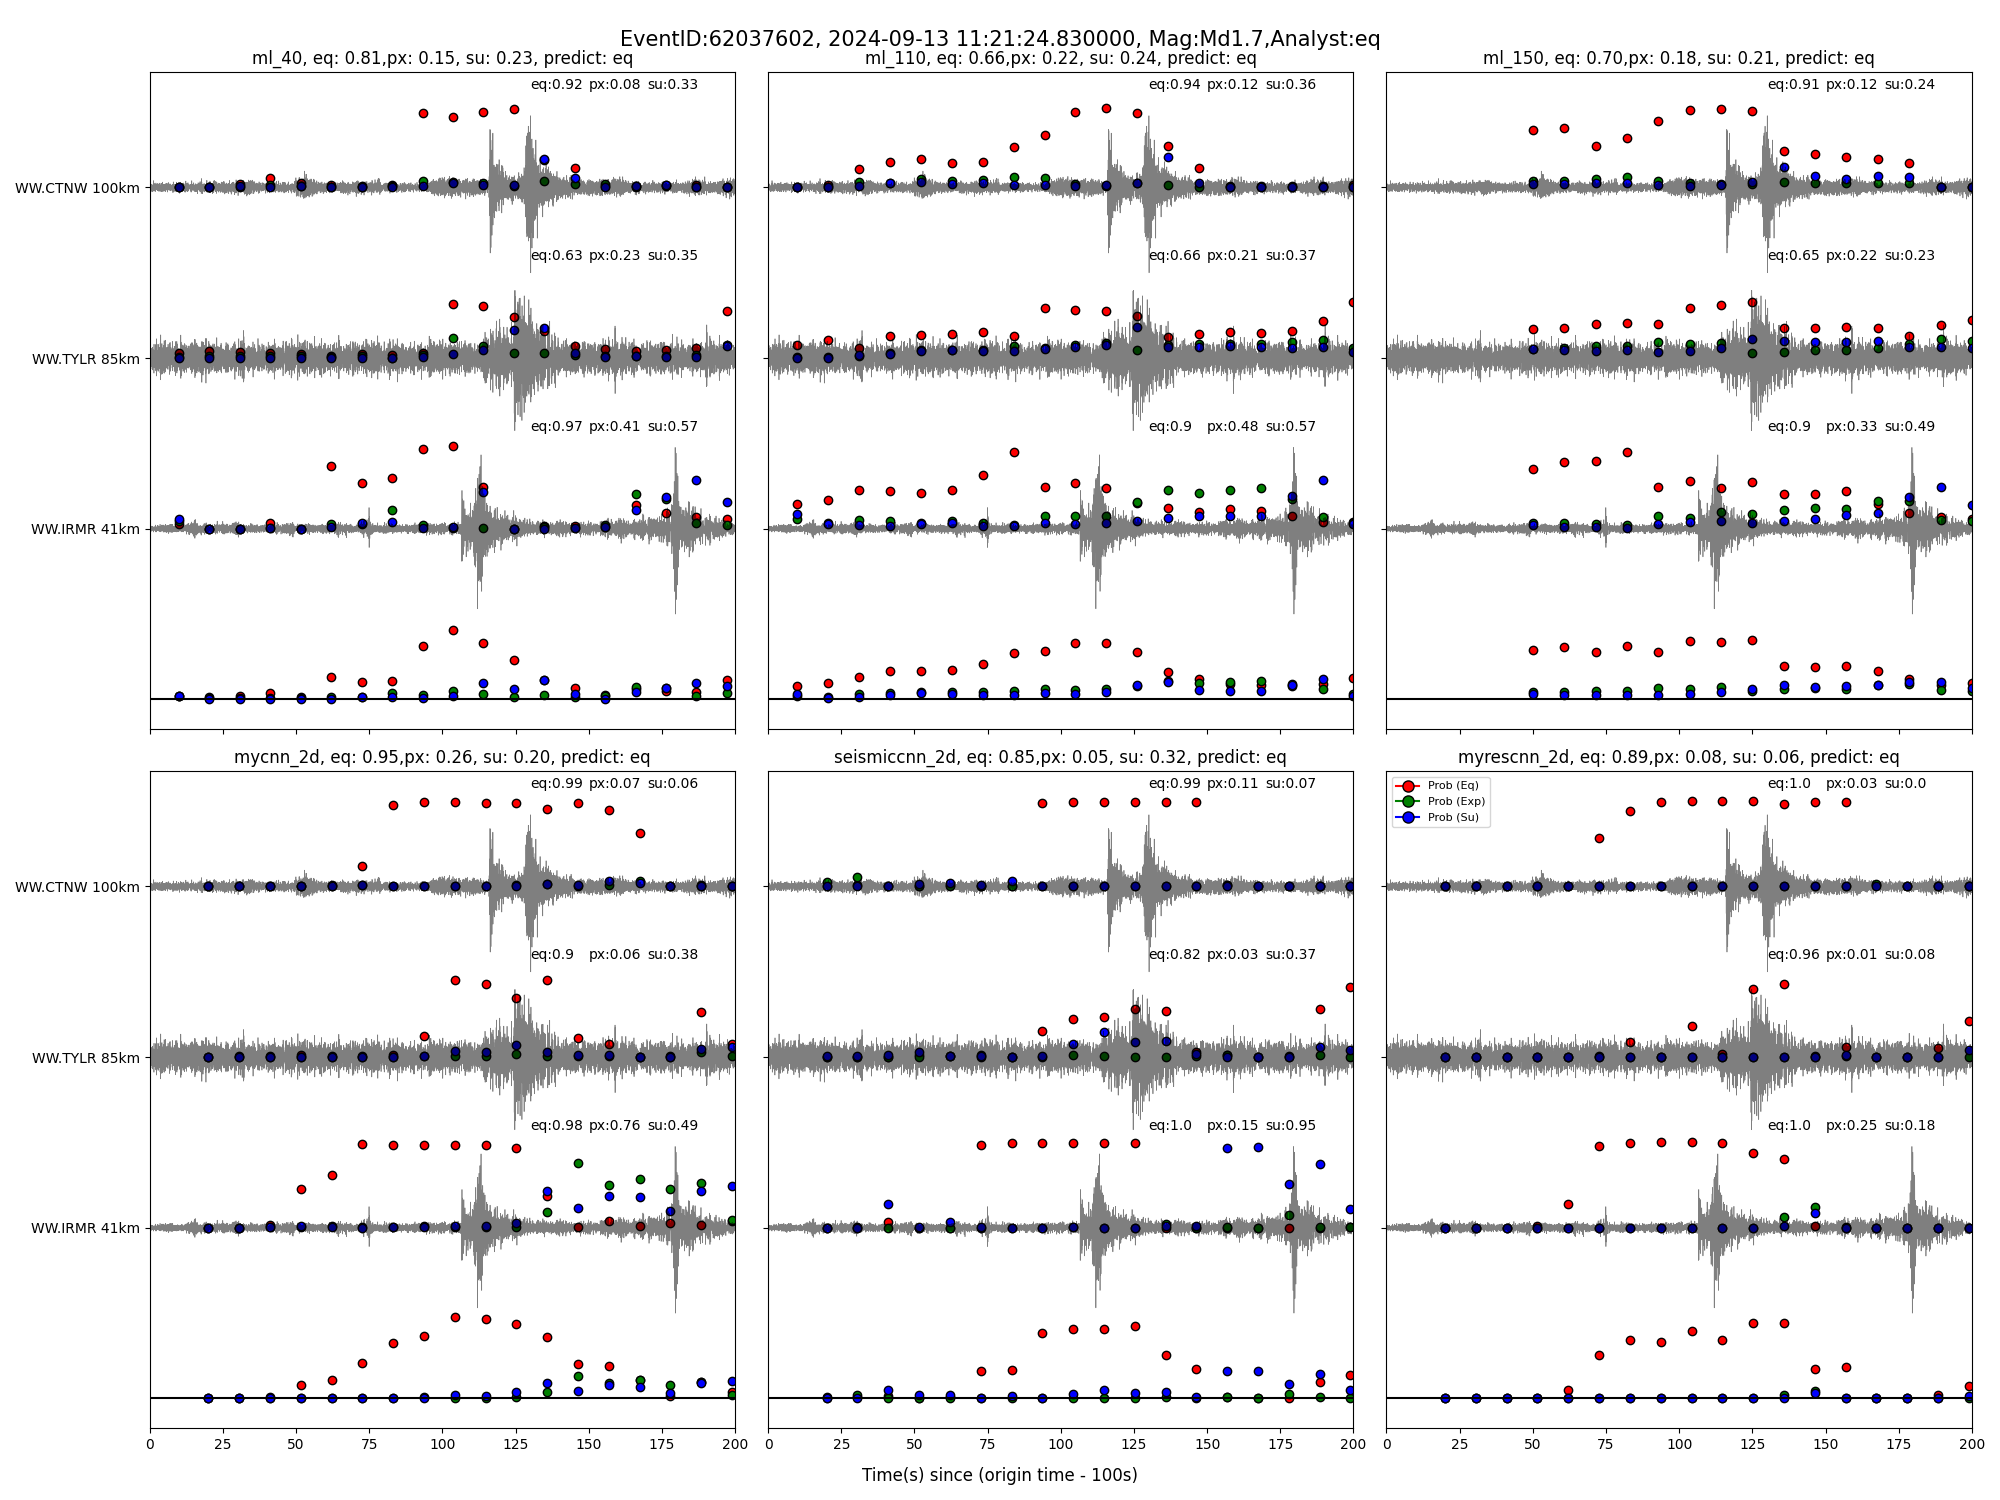 EventID:62037602, 2024-09-13 11:21:24.830000, Mag:Md1.7,Analyst:eq
ml_40, eq: 0.81,px: 0.15, su: 0.23, predict: eq
eq:0.92 px:0.08 su:0.33
WW.CTNW 100km
eq:0.63 px:0.23 su:0.35
WW.TYLR 85km
eq:0.97 px:0.41 su:0.57
WW.IRMR 41km
ml_110, eq: 0.66,px: 0.22, su: 0.24, predict: eq
eq:0.94 px:0.12 su:0.36
eq:0.66 px:0.21 su:0.37
eq:0.9 px:0.48 su:0.57
ml_150, eq: 0.70,px: 0.18, su: 0.21, predict: eq
eq:0.91 px:0.12 su:0.24
eq:0.65 px:0.22 su:0.23
eq:0.9 px:0.33 su:0.49
mycnn_2d, eq: 0.95,px: 0.26, su: 0.20, predict: eq
eq:0.99 px:0.07 su:0.06
WW.CTNW 100km
eq:0.9 px:0.06 su:0.38
WW.TYLR 85km
eq:0.98 px:0.76 su:0.49
WW.IRMR 41km
0 25 50 75 100 125 150 175 200
seismiccnn_2d, eq: 0.85,px: 0.05, su: 0.32, predict: eq
eq:0.99 px:0.11 su:0.07
eq:0.82 px:0.03 su:0.37
eq:1.0 px:0.15 su:0.95
0 25 50 75 100 125 150 175 200
myrescnn_2d, eq: 0.89,px: 0.08, su: 0.06, predict: eq
Prob (Eq)
Prob (Exp)
Prob (Su)
eq:1.0 px:0.03 su:0.0
eq:0.96 px:0.01 su:0.08
eq:1.0 px:0.25 su:0.18
0 25 50 75 100 125 150 175 200
Time(s) since (origin time - 100s)